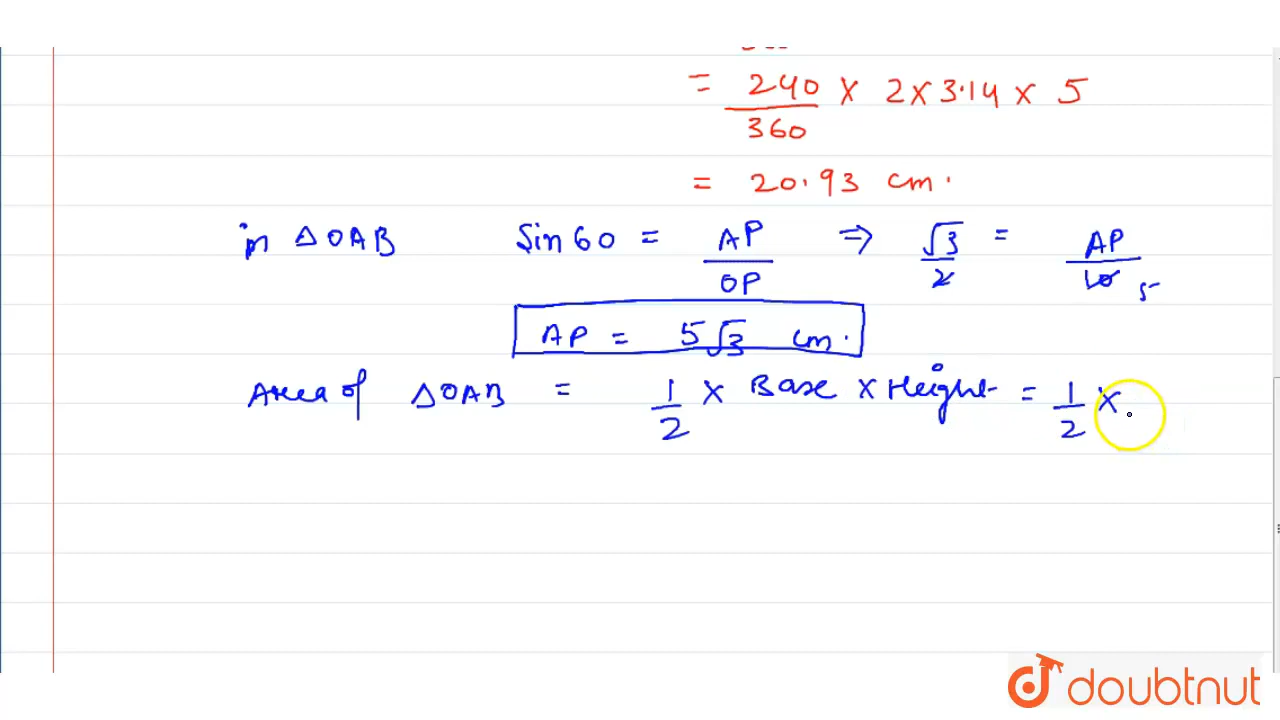 = 240/360 × 2×3.14 × 5
= 20.93 cm.
in △OAB Sin 60 = AP/OP ⇒ √3/2 = AP/10 5
AP = 5√3 cm.
Area of △OAB = 1/2 × Base × Height = 1/2 ×
doubtnut